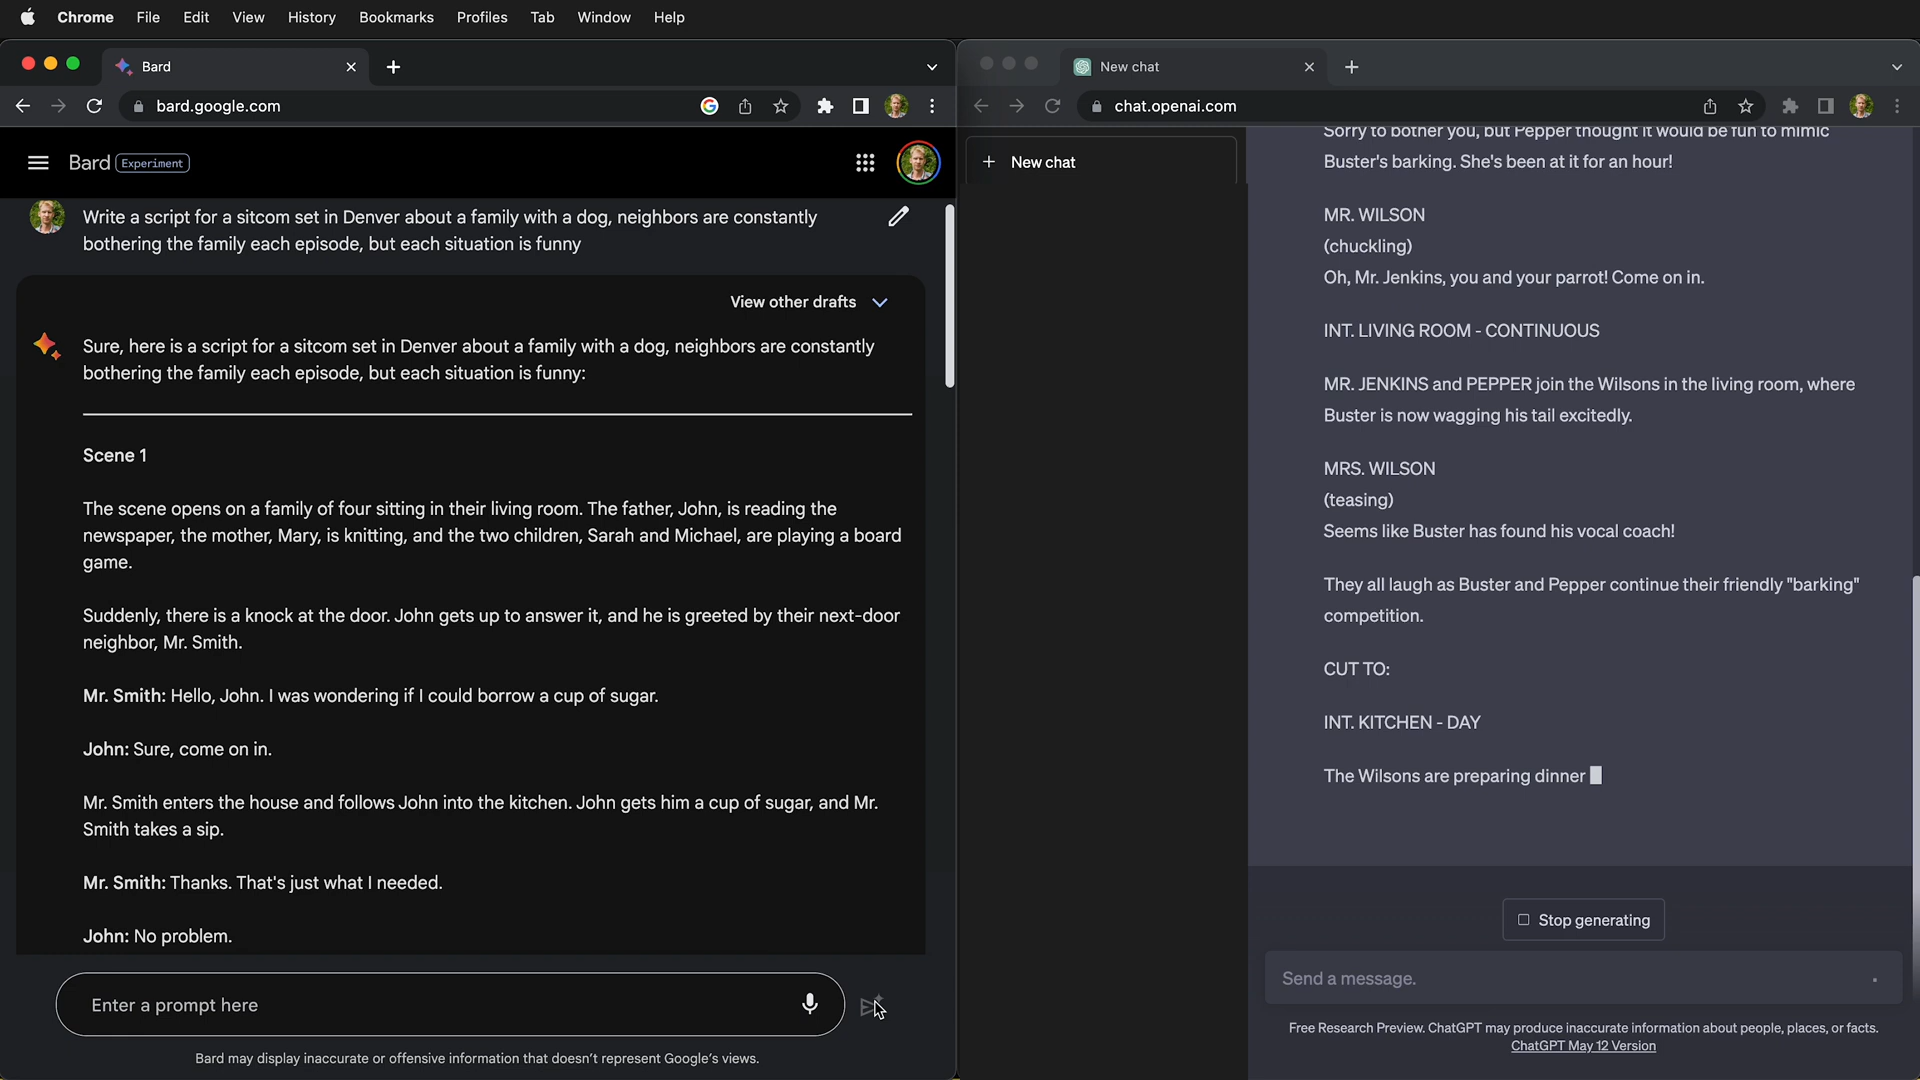 Chrome File Edit View History Bookmarks Profiles Tab Window Help
Bard
bard.google.com
Bard Experiment
Write a script for a sitcom set in Denver about a family with a dog, neighbors are constantly
bothering the family each episode, but each situation is funny
View other drafts
Sure, here is a script for a sitcom set in Denver about a family with a dog, neighbors are constantly
bothering the family each episode, but each situation is funny:
Scene 1
The scene opens on a family of four sitting in their living room. The father, John, is reading the
newspaper, the mother, Mary, is knitting, and the two children, Sarah and Michael, are playing a board
game.
Suddenly, there is a knock at the door. John gets up to answer it, and he is greeted by their next-door
neighbor, Mr. Smith.
Mr. Smith: Hello, John. I was wondering if I could borrow a cup of sugar.
John: Sure, come on in.
Mr. Smith enters the house and follows John into the kitchen. John gets him a cup of sugar, and Mr.
Smith takes a sip.
Mr. Smith: Thanks. That's just what I needed.
John: No problem.
Enter a prompt here
Bard may display inaccurate or offensive information that doesn't represent Google's views.
New chat
chat.openai.com
+ New chat
Sorry to bother you, but Pepper thought it would be fun to mimic
Buster's barking. She's been at it for an hour!
MR. WILSON
(chuckling)
Oh, Mr. Jenkins, you and your parrot! Come on in.
INT. LIVING ROOM - CONTINUOUS
MR. JENKINS and PEPPER join the Wilsons in the living room, where
Buster is now wagging his tail excitedly.
MRS. WILSON
(teasing)
Seems like Buster has found his vocal coach!
They all laugh as Buster and Pepper continue their friendly "barking"
competition.
CUT TO:
INT. KITCHEN - DAY
The Wilsons are preparing dinner
Stop generating
Send a message.
Free Research Preview. ChatGPT may produce inaccurate information about people, places, or facts.
ChatGPT May 12 Version